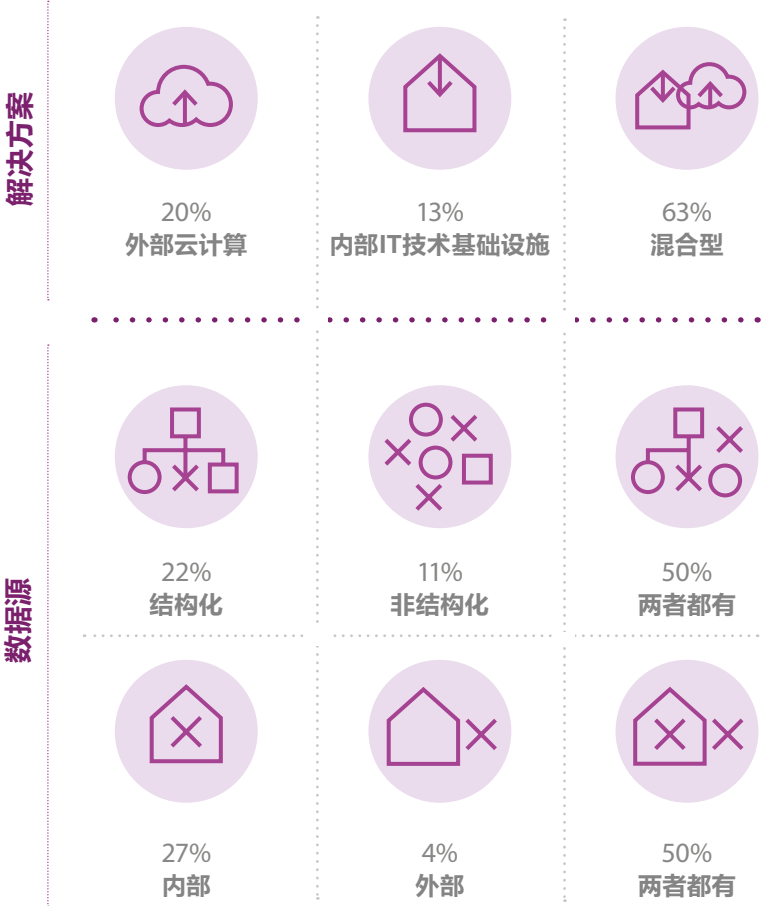 解决方案
20%
外部云计算
13%
内部IT技术基础设施
63%
混合型
数据源
22%
结构化
11%
非结构化
50%
两者都有
27%
内部
4%
外部
50%
两者都有